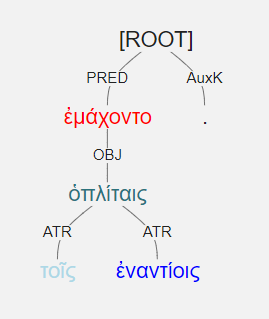 [ROOT]
PRED AuxK
ἐμάχοντο .
OBJ
ὁπλίταις
ATR ATR
τοῖς ἐναντίοις